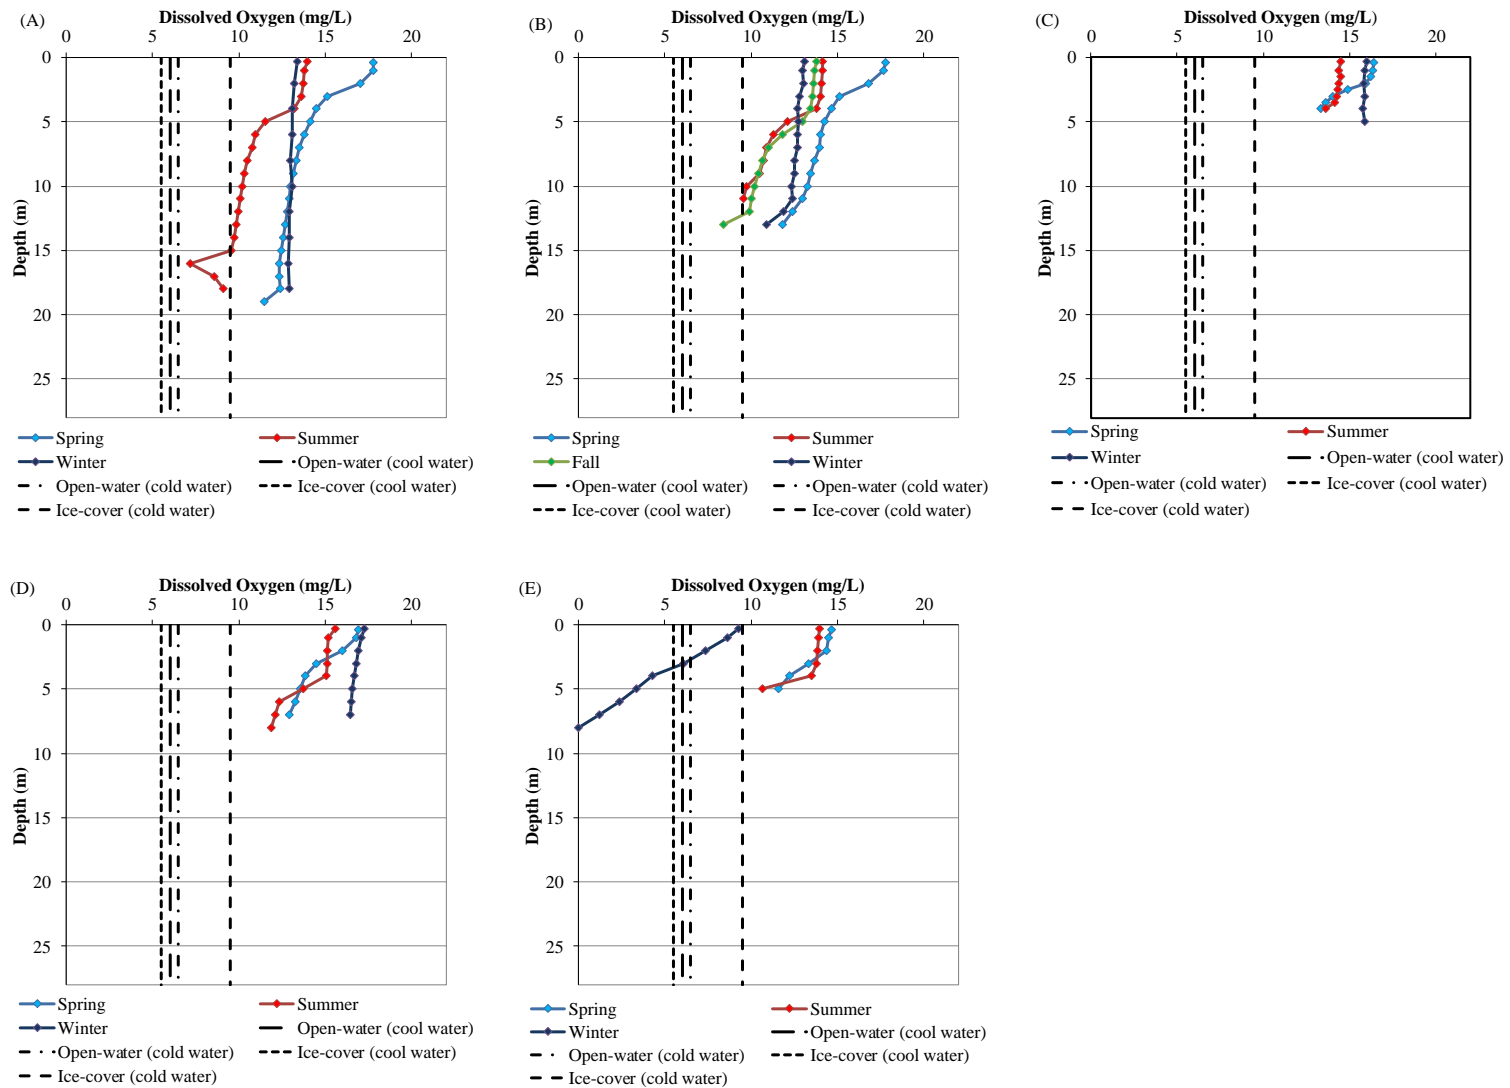 (A)
Dissolved Oxygen (mg/L)
0 5 10 15 20
0
5
10
15
20
25
Depth (m)
Spring Summer
Winter Open-water (cool water)
Open-water (cold water) Ice-cover (cool water)
Ice-cover (cold water)
(B)
Dissolved Oxygen (mg/L)
0 5 10 15 20
0
5
10
15
20
25
Depth (m)
Spring Summer
Fall Winter
Open-water (cool water) Open-water (cold water)
Ice-cover (cool water) Ice-cover (cold water)
(C)
Dissolved Oxygen (mg/L)
0 5 10 15 20
0
5
10
15
20
25
Depth (m)
Spring Summer
Winter Open-water (cool water)
Open-water (cold water) Ice-cover (cool water)
Ice-cover (cold water)
(D)
Dissolved Oxygen (mg/L)
0 5 10 15 20
0
5
10
15
20
25
Depth (m)
Spring Summer
Winter Open-water (cool water)
Open-water (cold water) Ice-cover (cool water)
Ice-cover (cold water)
(E)
Dissolved Oxygen (mg/L)
0 5 10 15 20
0
5
10
15
20
25
Depth (m)
Spring Summer
Winter Open-water (cool water)
Open-water (cold water) Ice-cover (cool water)
Ice-cover (cold water)